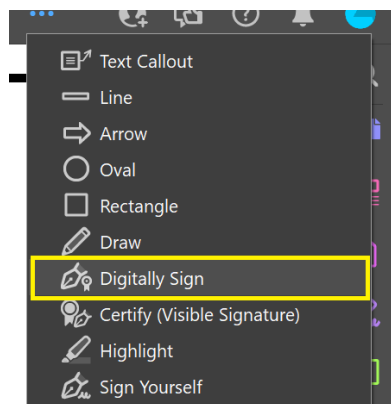 Text Callout
Line
Arrow
Oval
Rectangle
Draw
Digitally Sign
Certify (Visible Signature)
Highlight
Sign Yourself